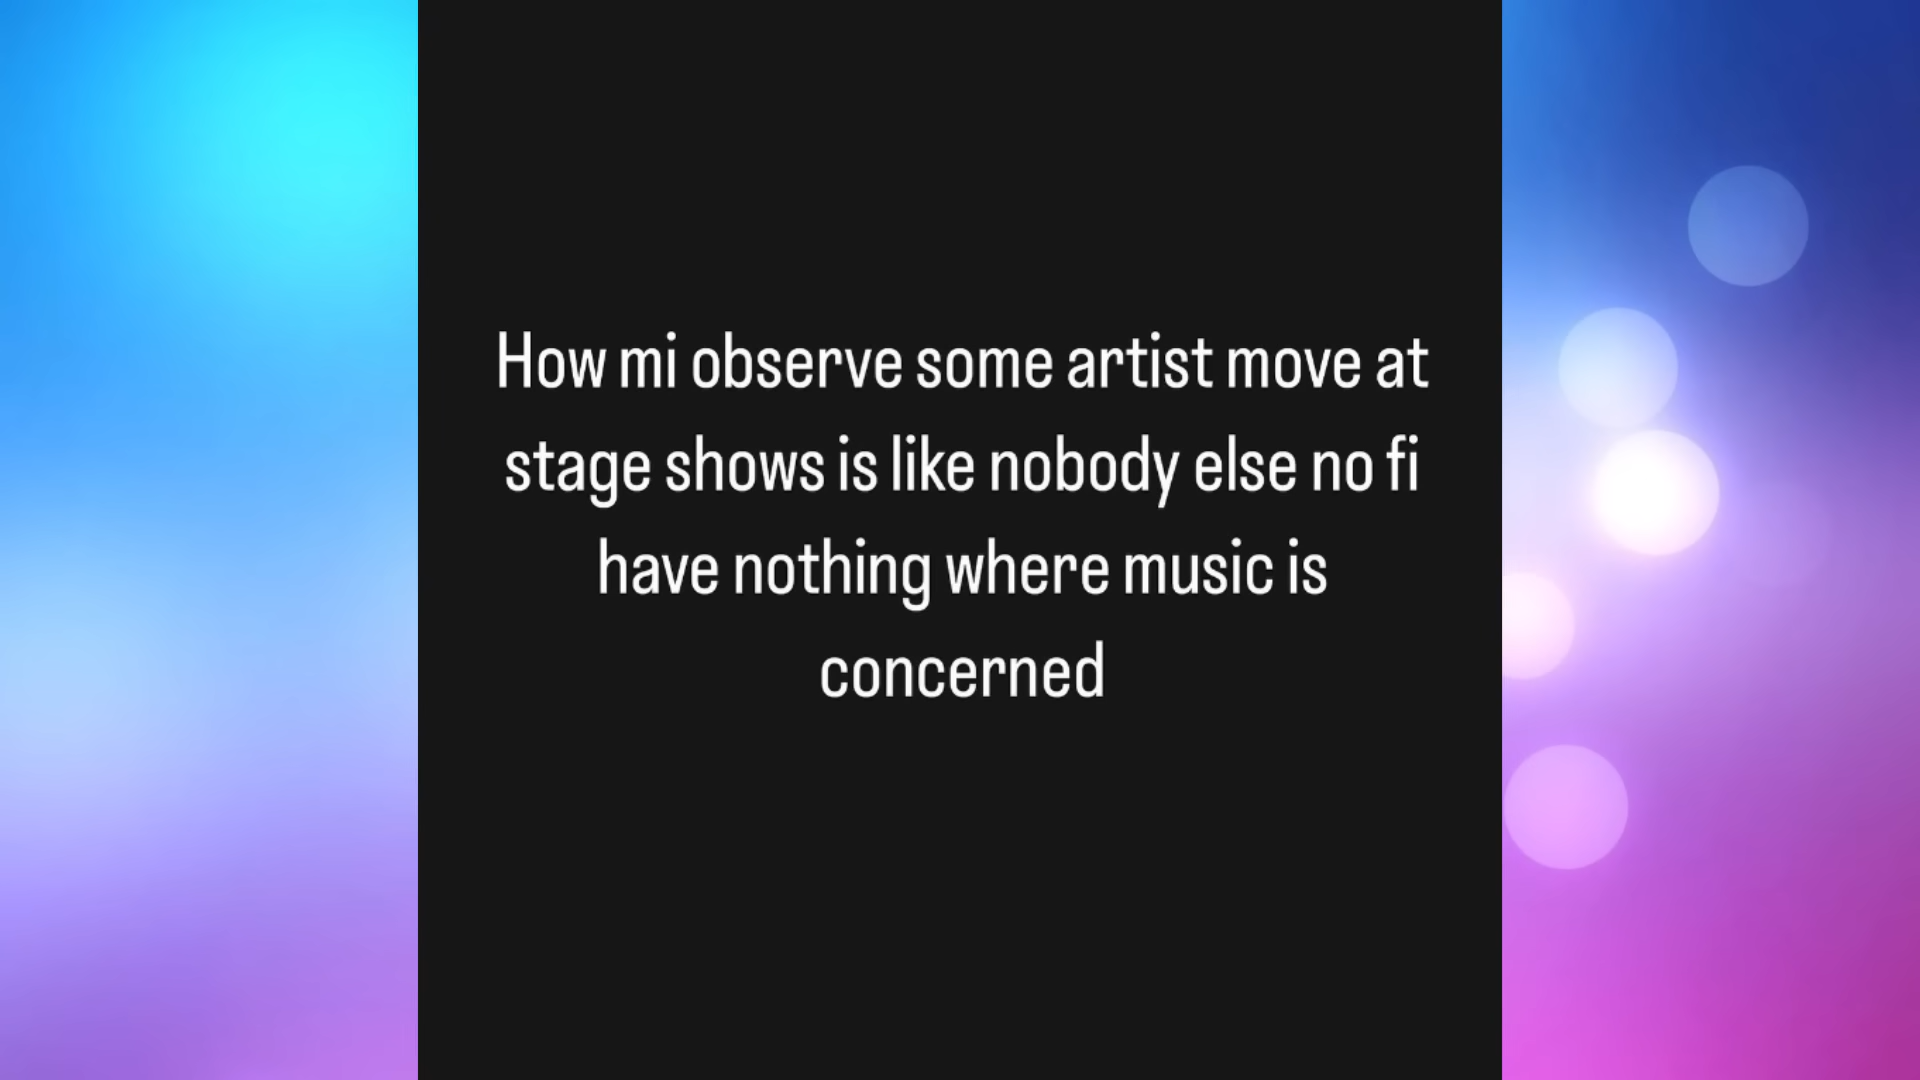 How mi observe some artist move at
stage shows is like nobody else no fi
have nothing where music is
concerned